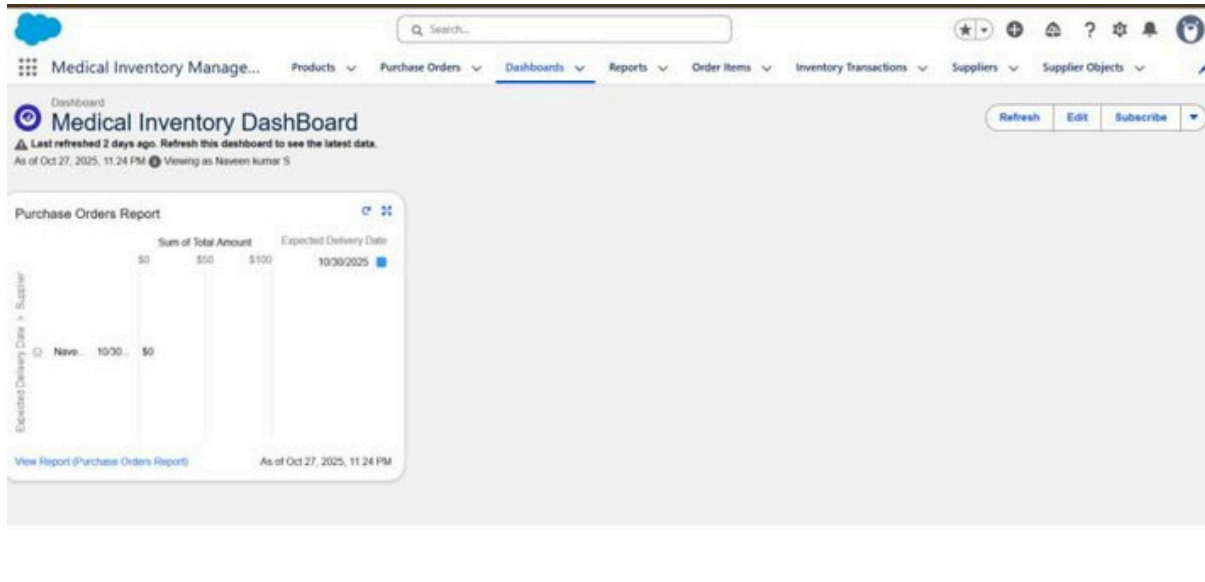 Search...
Medical Inventory Manage... Products Purchase Orders Dashboards Reports Order Items Inventory Transactions Suppliers Supplier Objects
Dashboard
Medical Inventory DashBoard
Last refreshed 2 days ago. Refresh this dashboard to see the latest data.
As of Oct 27, 2025, 11.24 PM Viewing as Naveen kumar S
Refresh Edit Subscribe
Purchase Orders Report
Sum of Total Amount Expected Delivery Date
$0 $50 $100 10/30/2025
Expected Delivery Date > Supplier
Nave... 10/30... $0
View Report (Purchase Orders Report) As of Oct 27, 2025, 11.24 PM